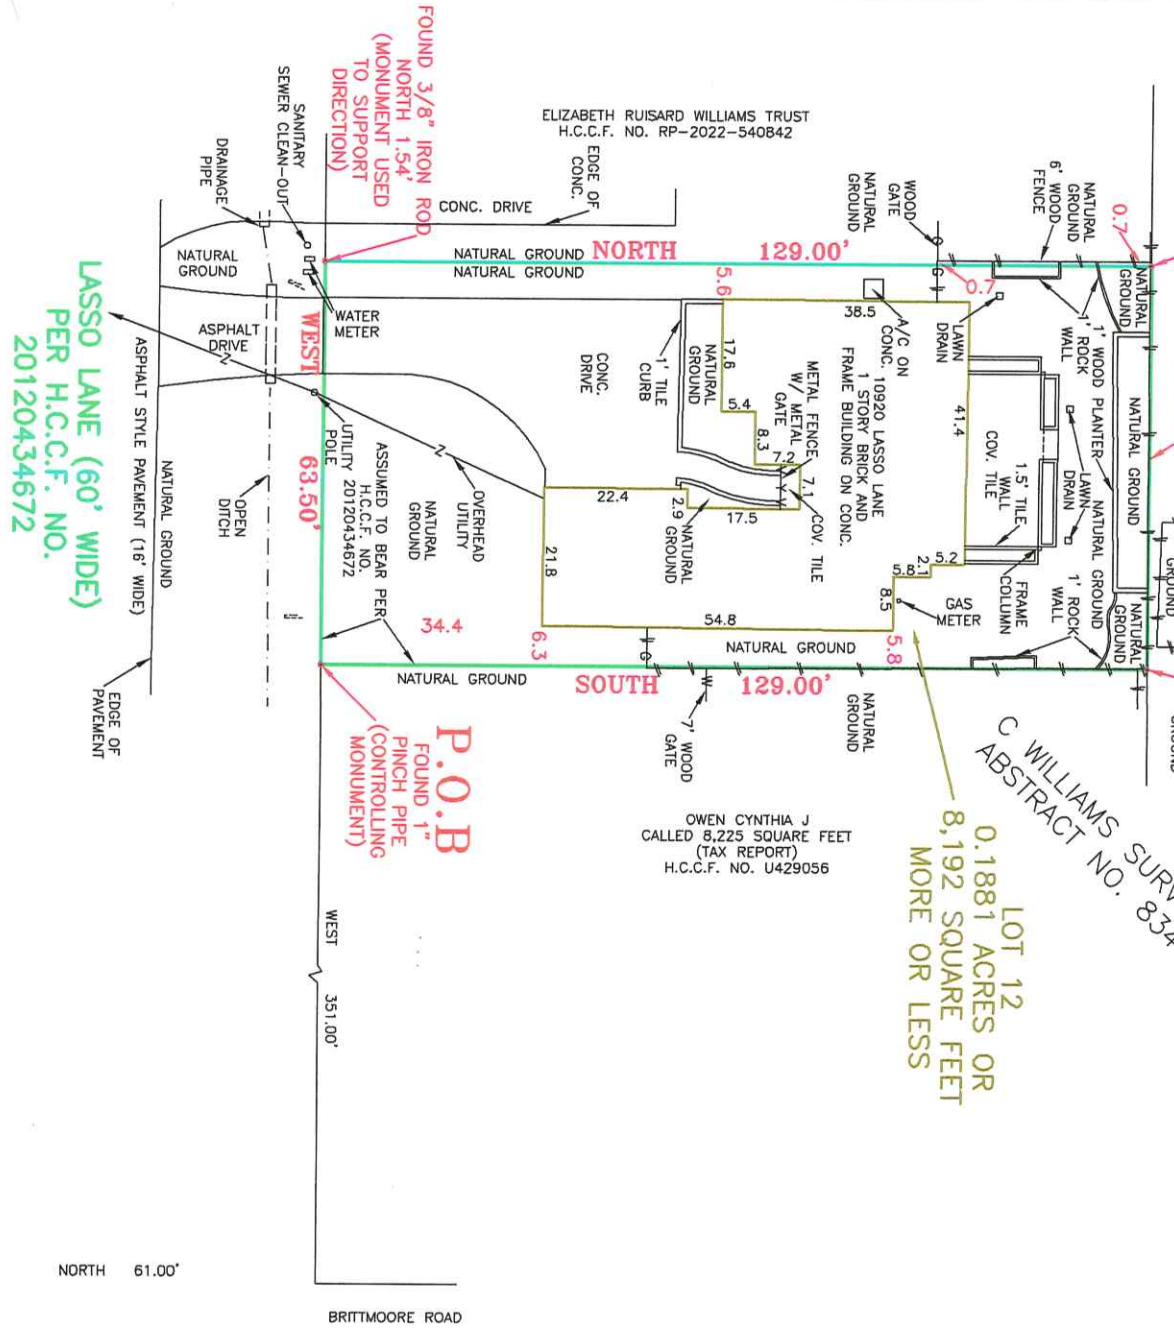 FOUND 3/8" IRON ROD
NORTH 1.54'
(MONUMENT USED
TO SUPPORT
DIRECTION)
SANITARY
SEWER CLEAN-OUT
DRAINAGE
PIPE
ELIZABETH RUISARD WILLIAMS TRUST
H.C.C.F. NO. RP-2022-540842
EDGE OF
CONC.
CONC. DRIVE
WOOD
GATE
NATURAL
GROUND
6' WOOD
FENCE
NATURAL
GROUND
0.7
NATURAL GROUND
NATURAL GROUND
NORTH 129.00'
G
G
0.7
NATURAL
GROUND
NATURAL
GROUND
WATER
METER
WEST
63.50'
ASPHALT
DRIVE
5.6
38.5
A/C ON
CONC.
LAWN
DRAIN
1' ROCK
WALL
1' WOOD PLANTER
NATURAL GROUND
NATURAL GROUND
LASSO LANE (60' WIDE)
PER H.C.C.F. NO.
20120434672
ASPHALT STYLE PAVEMENT (16' WIDE)
NATURAL GROUND
CONC.
DRIVE
1' TILE
CURB
NATURAL
GROUND
17.6
5.4
8.3
7.2
7.1
METAL FENCE
W/ METAL
GATE
10920 LASSO LANE
1 STORY BRICK AND
FRAME BUILDING ON CONC.
41.4
COV. TILE
1.5' TILE
WALL
LAWN
DRAIN
COV. TILE
UTILITY
POLE
ASSUMED TO BEAR PER
H.C.C.F. NO.
20120434672
OVERHEAD
UTILITY
NATURAL
GROUND
OPEN
DITCH
22.4
2.9
17.5
NATURAL
GROUND
21.8
5.8
2.1
5.2
8.5
GAS
METER
FRAME
COLUMN
1' ROCK
WALL
NATURAL
GROUND
GROUND
34.4
6.3
54.8
5.8
NATURAL GROUND
G
NATURAL GROUND
SOUTH 129.00'
W
7' WOOD
GATE
NATURAL
GROUND
EDGE OF
PAVEMENT
P.O.B
FOUND 1"
PINCH PIPE
(CONTROLLING
MONUMENT)
OWEN CYNTHIA J
CALLED 8,225 SQUARE FEET
(TAX REPORT)
H.C.C.F. NO. U429056
C WILLIAMS SURV
ABSTRACT NO. 834
LOT 12
0.1881 ACRES OR
8,192 SQUARE FEET
MORE OR LESS
WEST 351.00'
NORTH 61.00'
BRITTMOORE ROAD